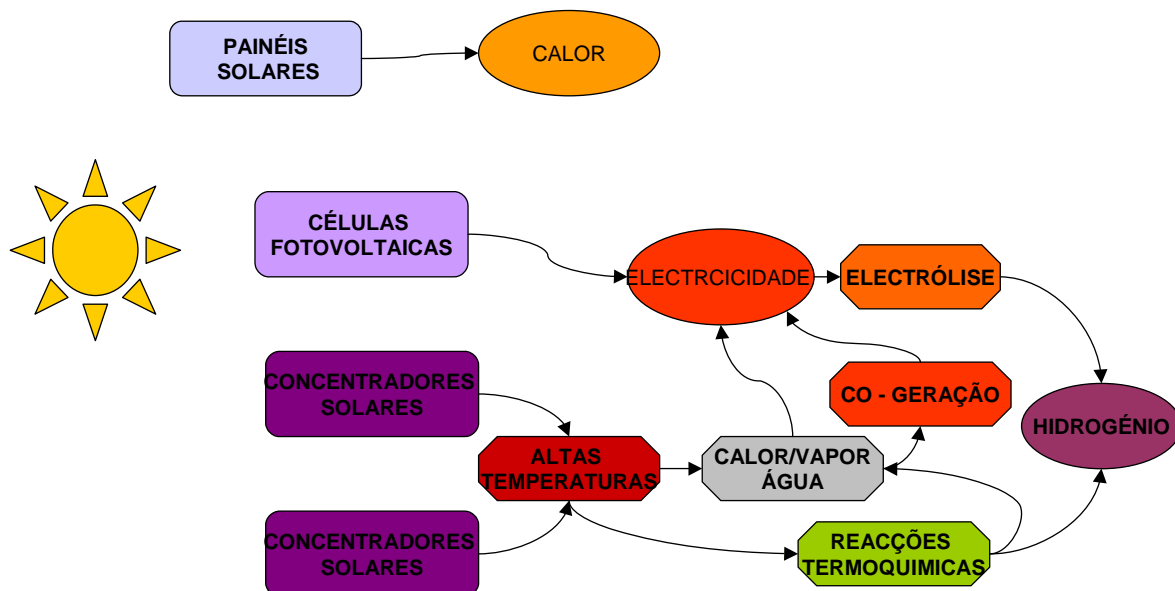 PAINÉIS
SOLARES
CALOR
CÉLULAS
FOTOVOLTAICAS
ELECTRCICIDADE
ELECTRÓLISE
CONCENTRADORES
SOLARES
CO - GERAÇÃO
HIDROGÉNIO
ALTAS
TEMPERATURAS
CALOR/VAPOR
ÁGUA
CONCENTRADORES
SOLARES
REACÇÕES
TERMOQUIMICAS